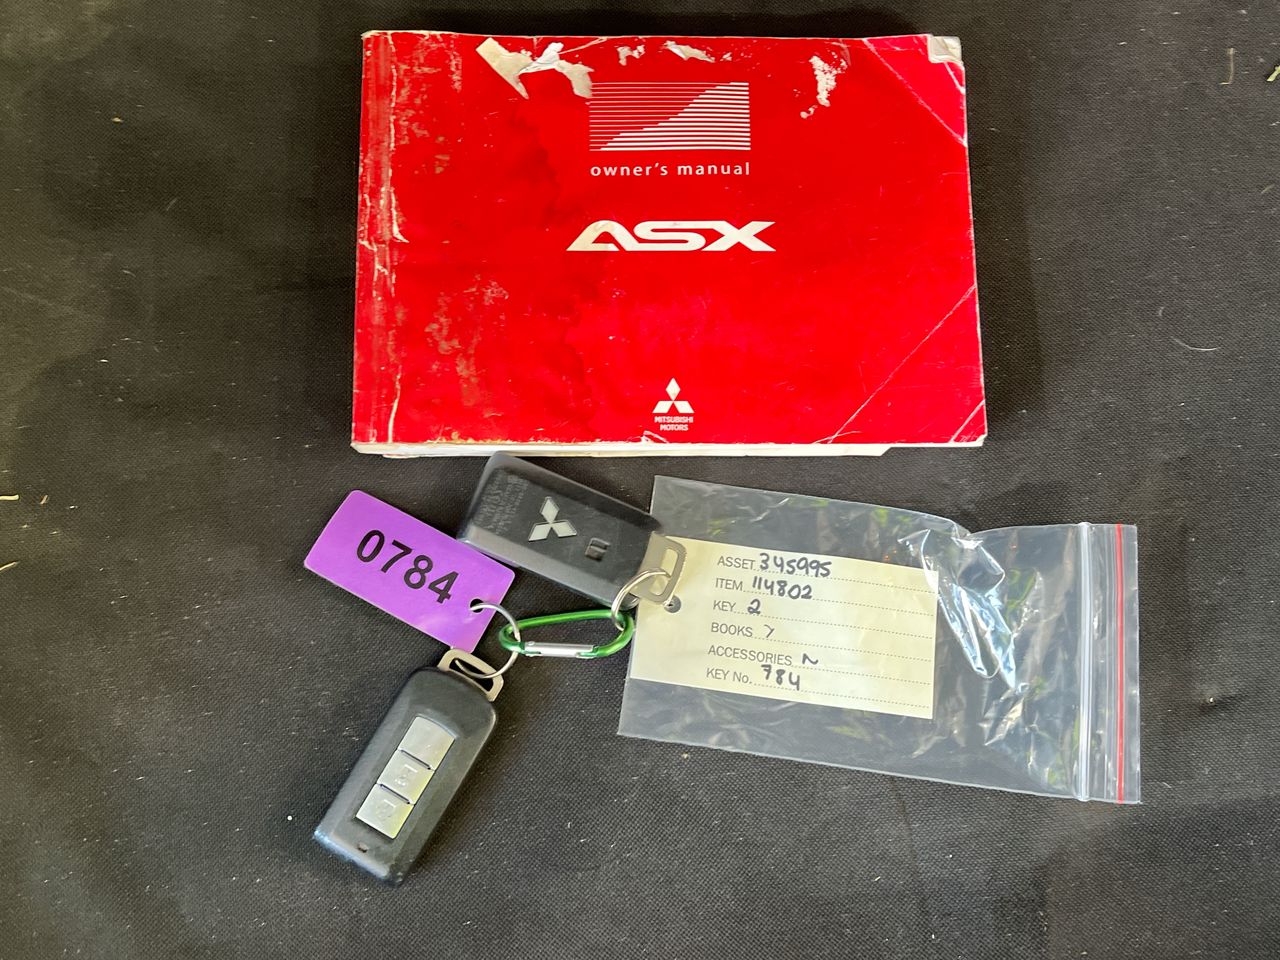 owner's manual
ASX
MITSUBISHI
MOTORS
0784
ASSET 345995
ITEM 114802
KEY 2
BOOKS Y
ACCESSORIES N
KEY No. 784